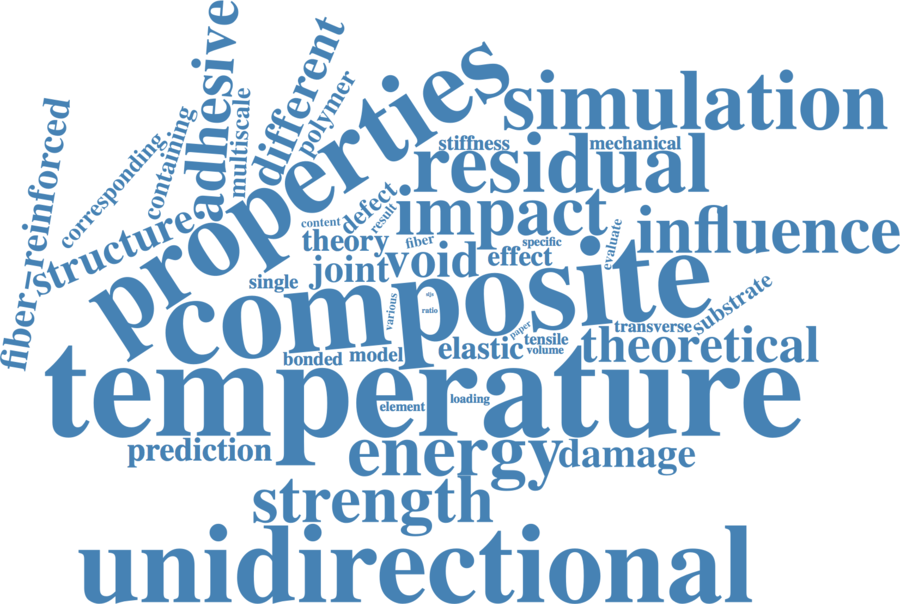 adhesive
different
polymer
multiscale
fiber-reinforced
corresponding
containing
structure
properties
simulation
stiffness
mechanical
residual
defect
result
content
impact
influence
theory
fiber
specific
evaluate
single
joint
void
effect
composite
various
ratio
paper
tensile
volume
transverse
substrate
bonded
model
elastic
theoretical
temperature
element
loading
prediction
energy
damage
strength
unidirectional